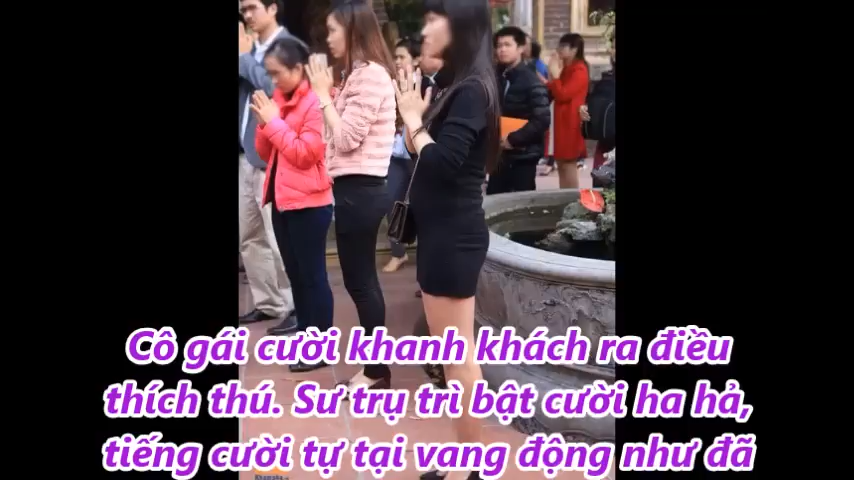 Cô gái cười khanh khách ra điều
thích thú. Sư trụ trì bật cười ha hả,
tiếng cười tự tại vang động như đã